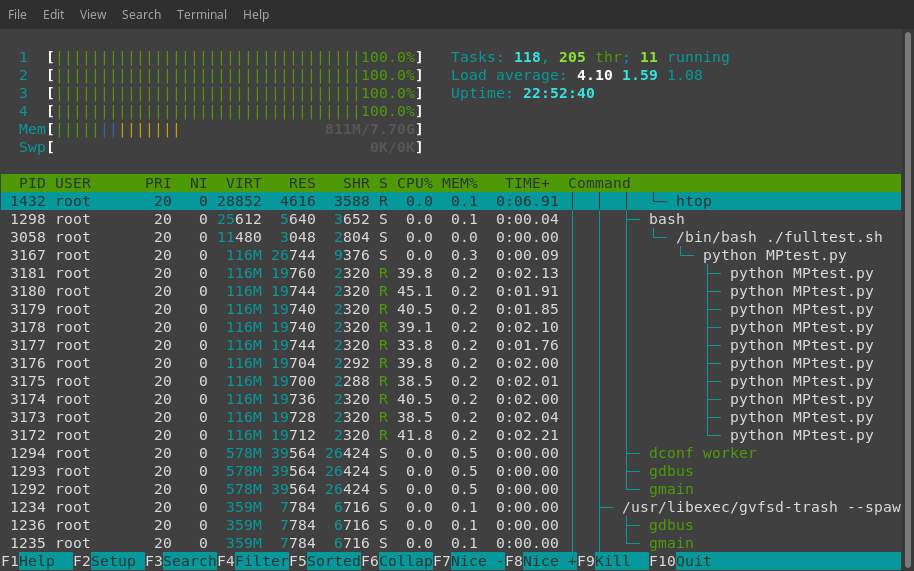 File Edit View Search Terminal Help
1 [||||||||||||||||||||||||||||||||||100.0%] Tasks: 118, 205 thr; 11 running
2 [||||||||||||||||||||||||||||||||||100.0%] Load average: 4.10 1.59 1.08
3 [||||||||||||||||||||||||||||||||||100.0%] Uptime: 22:52:40
4 [||||||||||||||||||||||||||||||||||100.0%]
Mem[|||||||||||||| 811M/7.70G]
Swp[ 0K/0K]
PID USER PRI NI VIRT RES SHR S CPU% MEM% TIME+ Command
1432 root 20 0 28852 4616 3588 R 0.0 0.1 0:06.91 │ │ │ └─ htop
1298 root 20 0 25612 5640 3652 S 0.0 0.1 0:00.04 │ │ ├─ bash
3058 root 20 0 11480 3048 2804 S 0.0 0.0 0:00.00 │ │ │ └─ /bin/bash ./fulltest.sh
3167 root 20 0 116M 26744 9376 S 0.0 0.3 0:00.09 │ │ │ └─ python MPtest.py
3181 root 20 0 116M 19760 2320 R 39.8 0.2 0:02.13 │ │ │ ├─ python MPtest.py
3180 root 20 0 116M 19744 2320 R 45.1 0.2 0:01.91 │ │ │ ├─ python MPtest.py
3179 root 20 0 116M 19740 2320 R 40.5 0.2 0:01.85 │ │ │ ├─ python MPtest.py
3178 root 20 0 116M 19740 2320 R 39.1 0.2 0:02.10 │ │ │ ├─ python MPtest.py
3177 root 20 0 116M 19744 2320 R 33.8 0.2 0:01.76 │ │ │ ├─ python MPtest.py
3176 root 20 0 116M 19704 2292 R 39.8 0.2 0:02.00 │ │ │ ├─ python MPtest.py
3175 root 20 0 116M 19700 2288 R 38.5 0.2 0:02.01 │ │ │ ├─ python MPtest.py
3174 root 20 0 116M 19736 2320 R 40.5 0.2 0:02.00 │ │ │ ├─ python MPtest.py
3173 root 20 0 116M 19728 2320 R 38.5 0.2 0:02.04 │ │ │ ├─ python MPtest.py
3172 root 20 0 116M 19712 2320 R 41.8 0.2 0:02.21 │ │ │ └─ python MPtest.py
1294 root 20 0 578M 39564 26424 S 0.0 0.5 0:00.00 │ │ ├─ dconf worker
1293 root 20 0 578M 39564 26424 S 0.0 0.5 0:00.00 │ │ ├─ gdbus
1292 root 20 0 578M 39564 26424 S 0.0 0.5 0:00.00 │ │ └─ gmain
1234 root 20 0 359M 7784 6716 S 0.0 0.1 0:00.00 │ ├─ /usr/libexec/gvfsd-trash --spaw
1236 root 20 0 359M 7784 6716 S 0.0 0.1 0:00.00 │ │ ├─ gdbus
1235 root 20 0 359M 7784 6716 S 0.0 0.1 0:00.00 │ │ └─ gmain
F1Help F2Setup F3SearchF4FilterF5SortedF6CollapF7Nice -F8Nice +F9Kill F10Quit